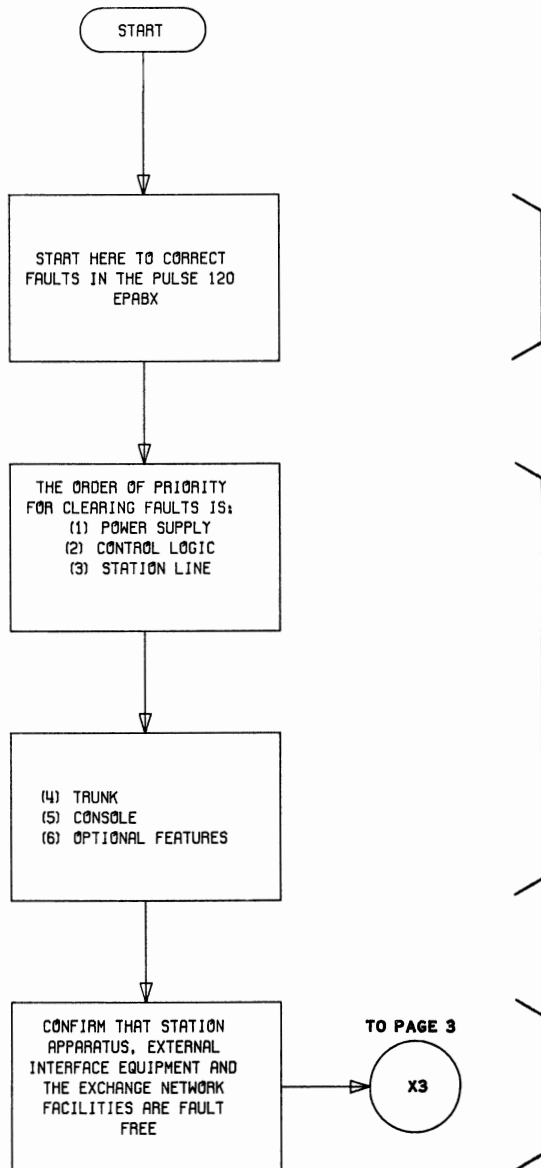 START
START HERE TO CORRECT
FAULTS IN THE PULSE 120
EPABX
THE ORDER OF PRIORITY
FOR CLEARING FAULTS IS:
(1) POWER SUPPLY
(2) CONTROL LOGIC
(3) STATION LINE
(4) TRUNK
(5) CONSOLE
(6) OPTIONAL FEATURES
CONFIRM THAT STATION
APPARATUS, EXTERNAL
INTERFACE EQUIPMENT AND
THE EXCHANGE NETWORK
FACILITIES ARE FAULT
FREE
TO PAGE 3
X3